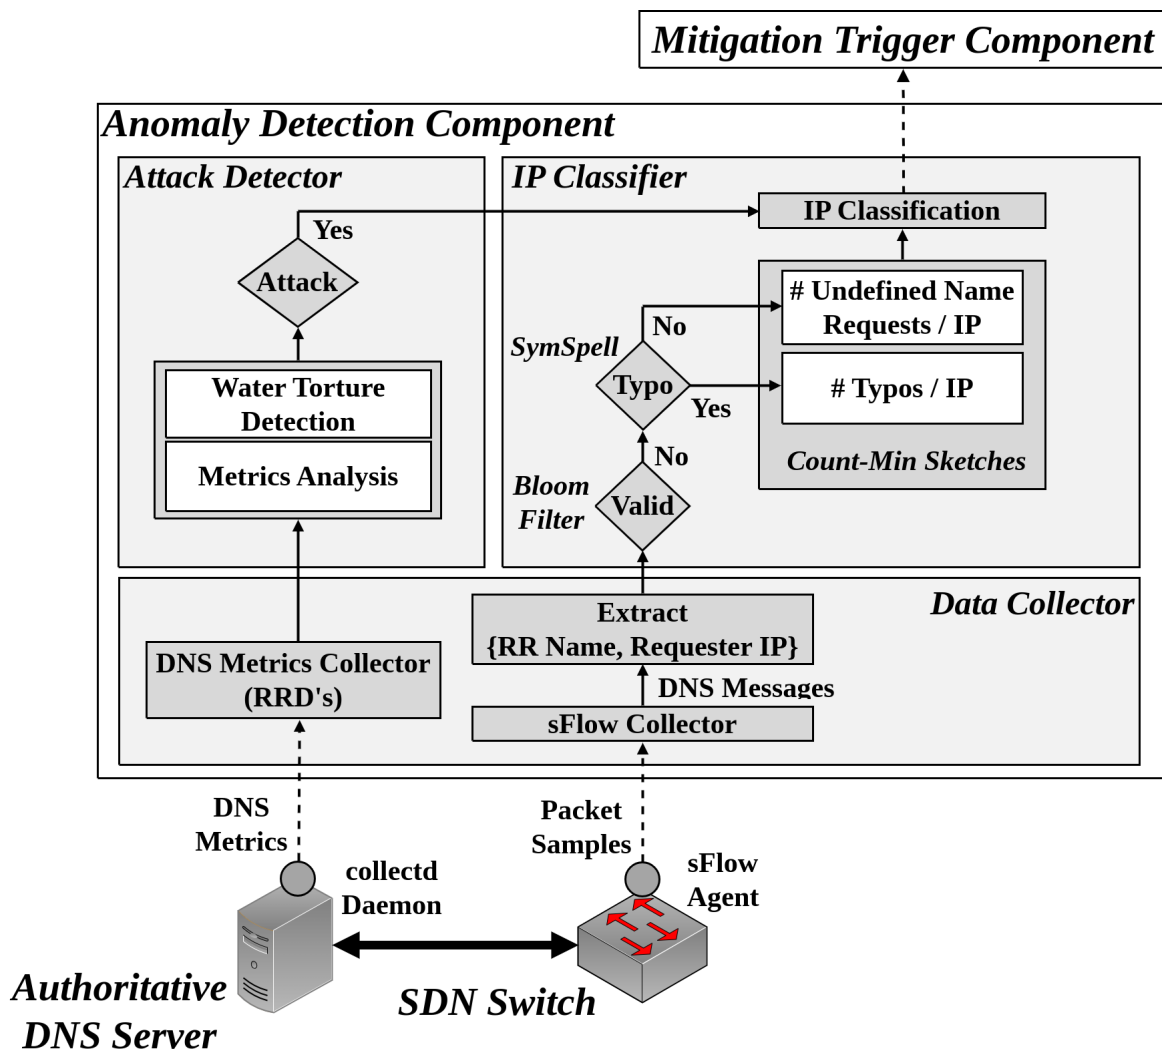 Mitigation Trigger Component
Anomaly Detection Component
Attack Detector
IP Classifier
IP Classification
Yes
Attack
# Undefined Name
Requests / IP
No
SymSpell
Typo
# Typos / IP
Yes
Water Torture
Detection
Count-Min Sketches
No
Metrics Analysis
Bloom
Filter
Valid
Data Collector
Extract
{RR Name, Requester IP}
DNS Metrics Collector
(RRD's)
DNS Messages
sFlow Collector
DNS
Metrics
Packet
Samples
collectd
Daemon
sFlow
Agent
Authoritative
DNS Server
SDN Switch